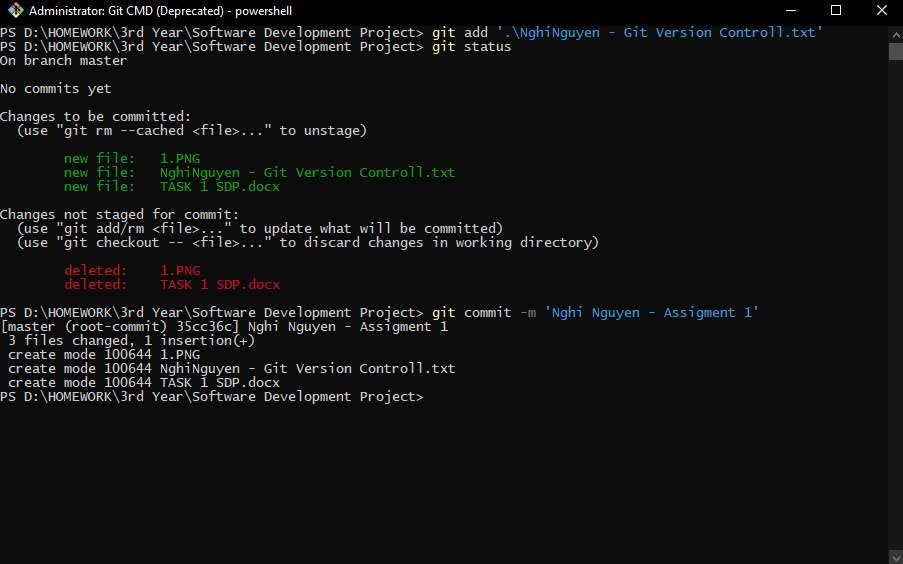 Administrator: Git CMD (Deprecated) - powershell
PS D:\HOMEWORK\3rd Year\Software Development Project> git add '.\NghiNguyen - Git Version Controll.txt'
PS D:\HOMEWORK\3rd Year\Software Development Project> git status
On branch master

No commits yet

Changes to be committed:
  (use "git rm --cached <file>..." to unstage)

        new file:   1.PNG
        new file:   NghiNguyen - Git Version Controll.txt
        new file:   TASK 1 SDP.docx

Changes not staged for commit:
  (use "git add/rm <file>..." to update what will be committed)
  (use "git checkout -- <file>..." to discard changes in working directory)

        deleted:    1.PNG
        deleted:    TASK 1 SDP.docx

PS D:\HOMEWORK\3rd Year\Software Development Project> git commit -m 'Nghi Nguyen - Assigment 1'
[master (root-commit) 35cc36c] Nghi Nguyen - Assigment 1
 3 files changed, 1 insertion(+)
 create mode 100644 1.PNG
 create mode 100644 NghiNguyen - Git Version Controll.txt
 create mode 100644 TASK 1 SDP.docx
PS D:\HOMEWORK\3rd Year\Software Development Project>